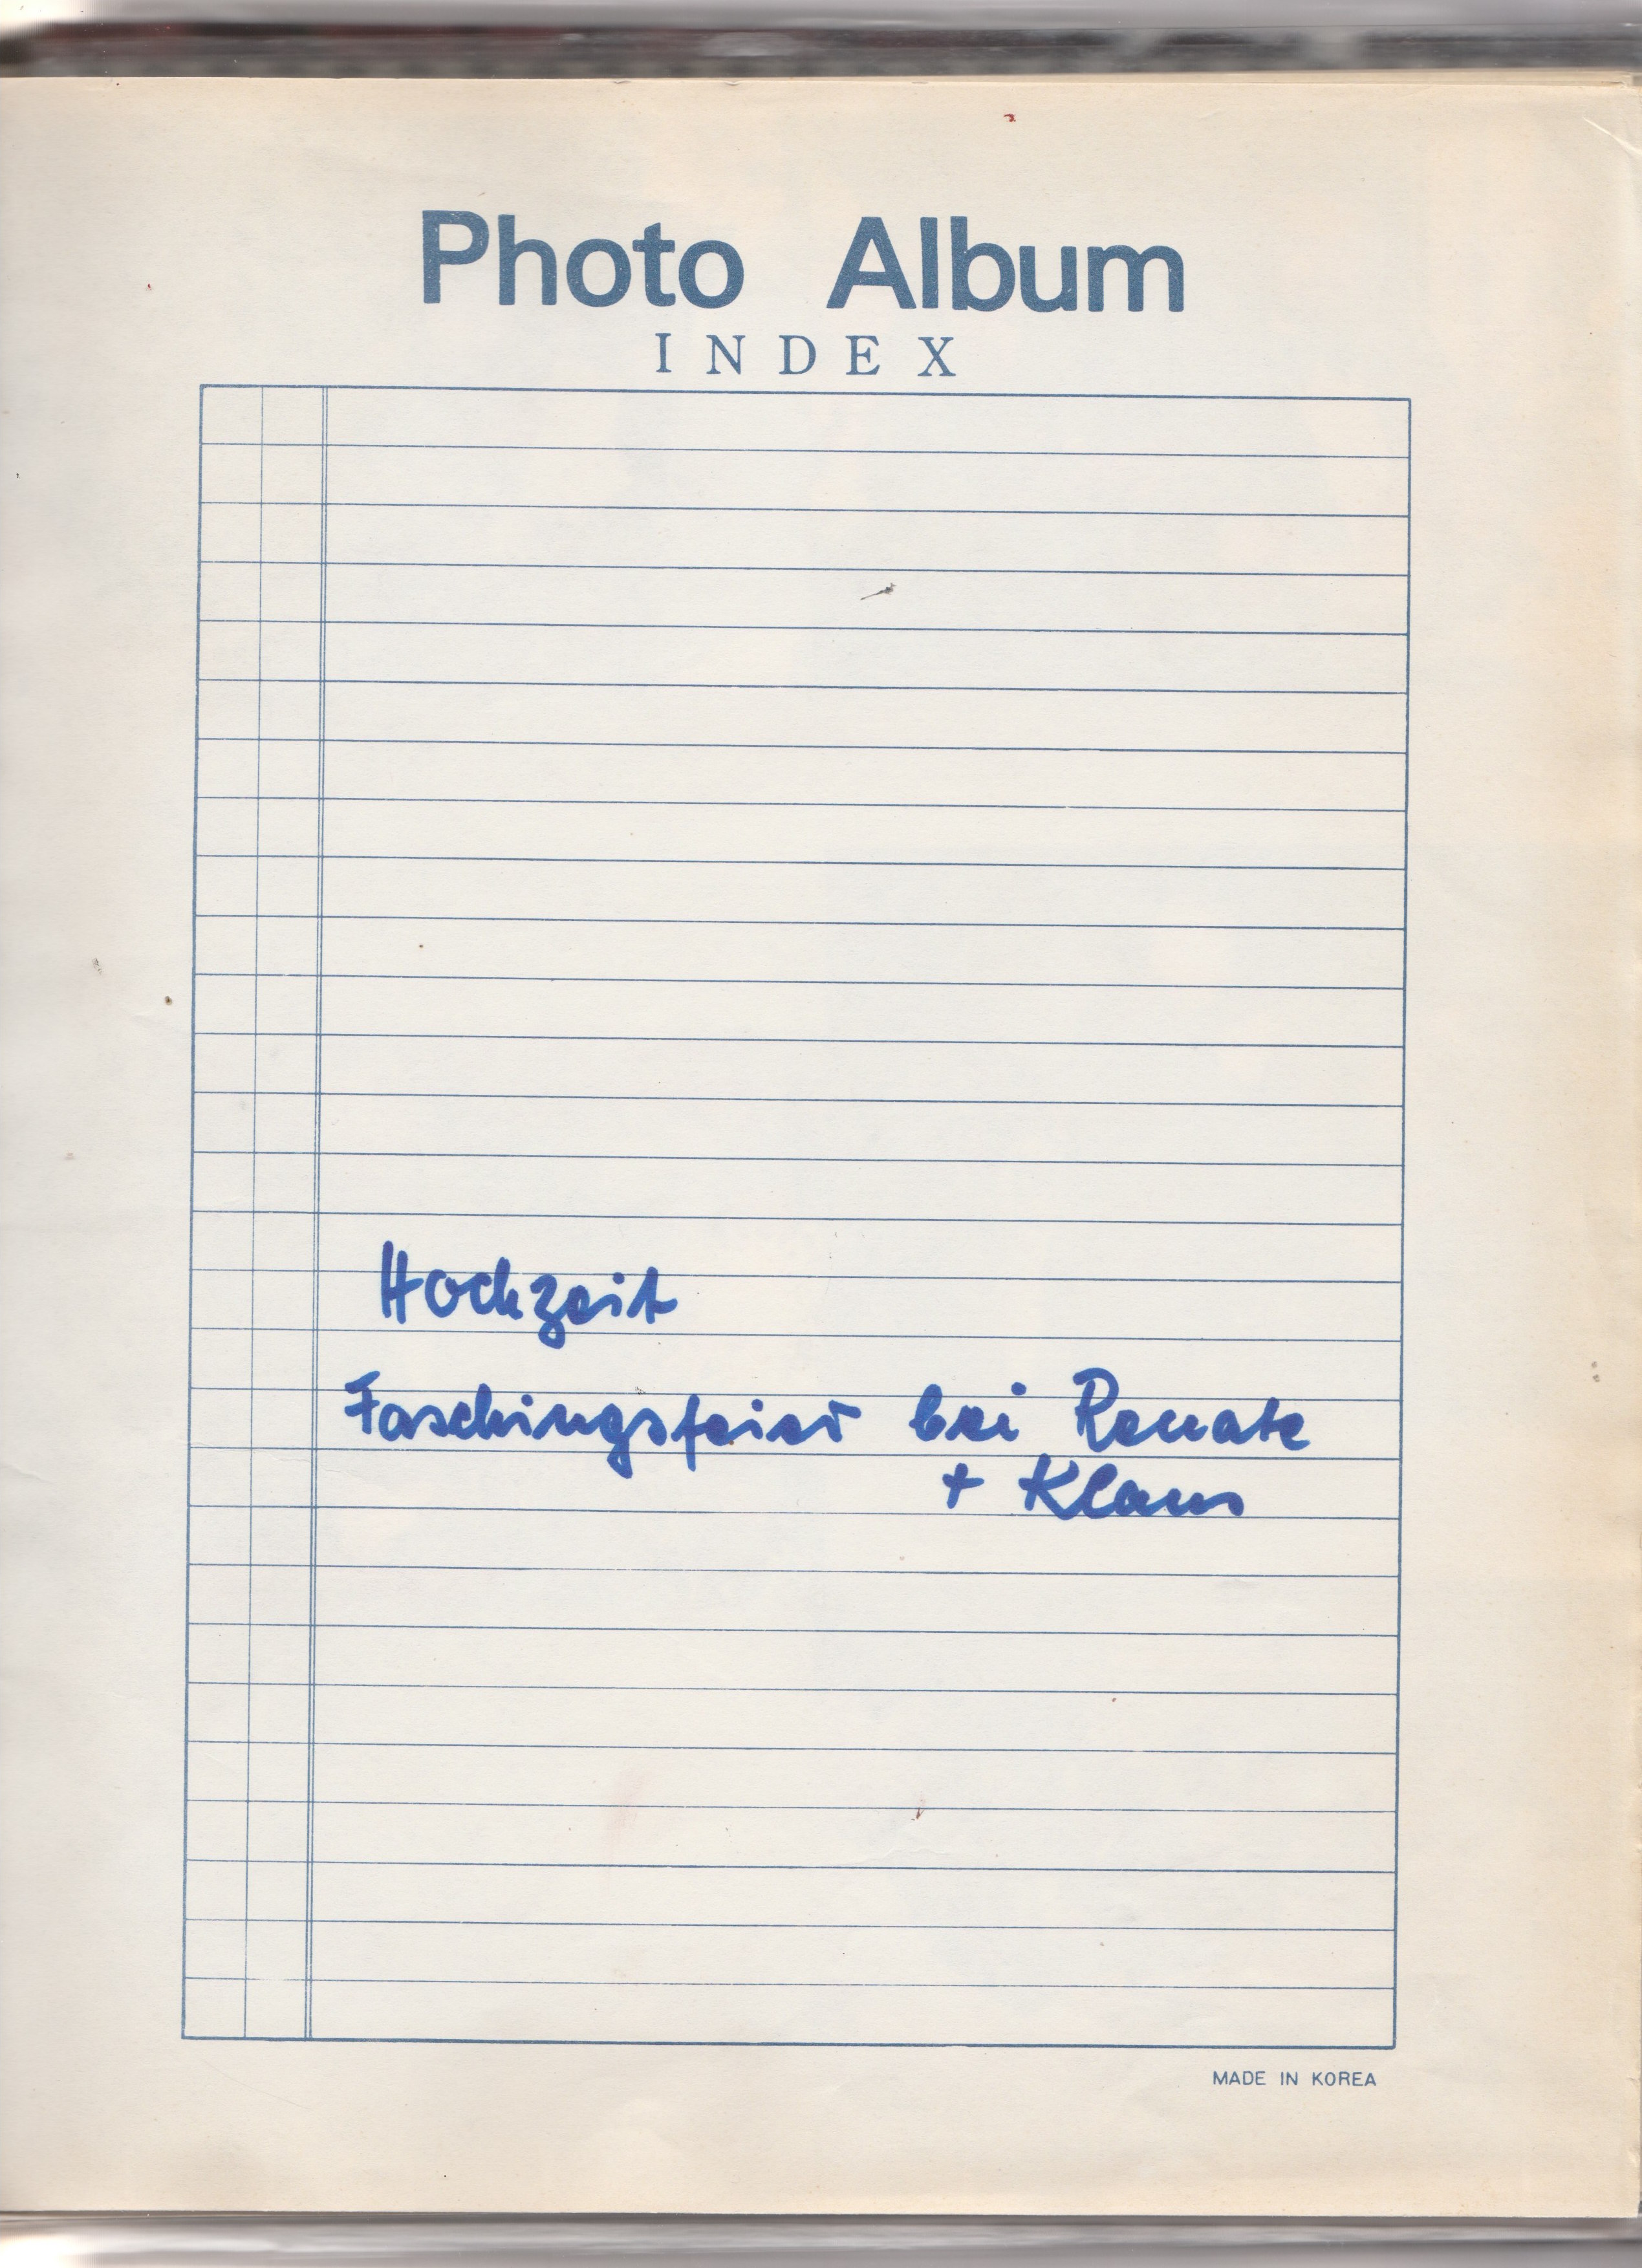 Photo Album
INDEX
Hochzeit
Faschingsfeier bei Renate
+ Klaus
MADE IN KOREA